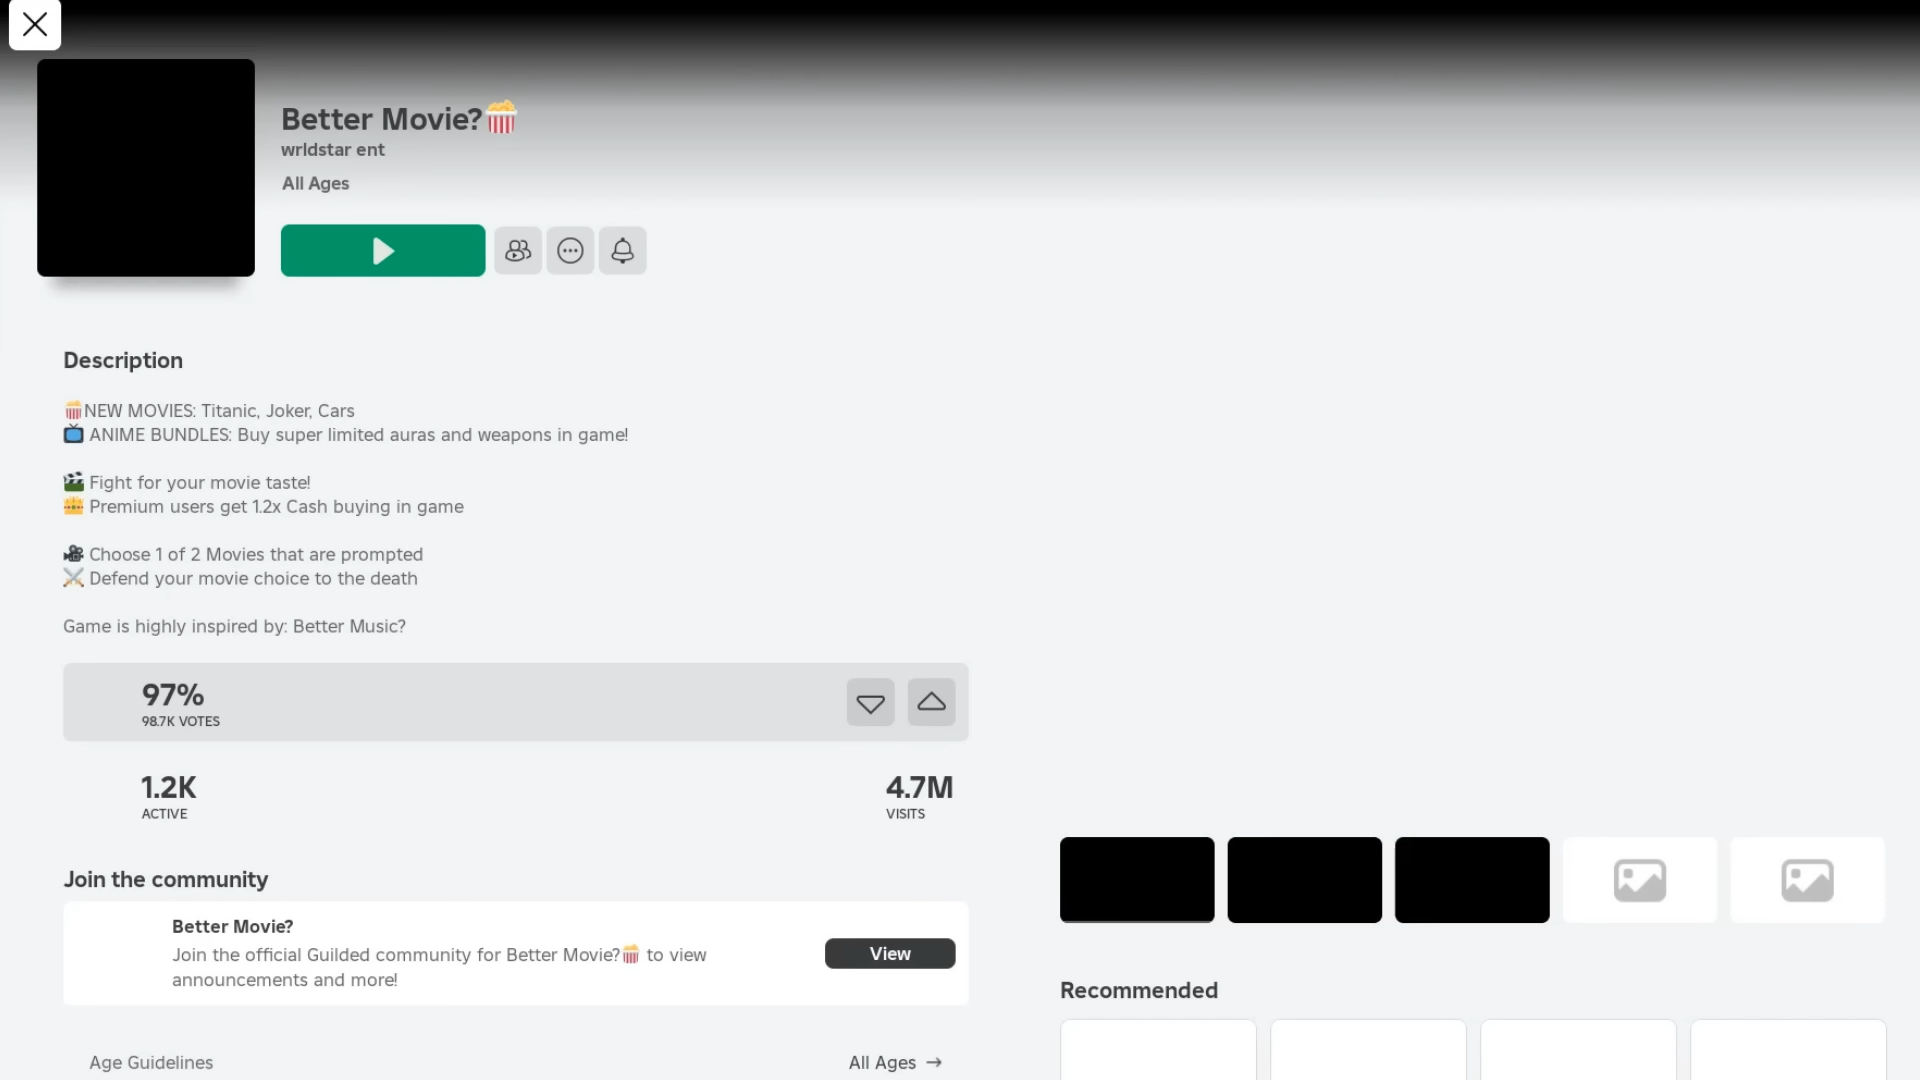 Better Movie?🍿
wrldstar ent
All Ages
Description
🍿NEW MOVIES: Titanic, Joker, Cars
📺 ANIME BUNDLES: Buy super limited auras and weapons in game!
🎬 Fight for your movie taste!
👑 Premium users get 1.2x Cash buying in game
🎥 Choose 1 of 2 Movies that are prompted
⚔️ Defend your movie choice to the death
Game is highly inspired by: Better Music?
97%
98.7K VOTES
1.2K
ACTIVE
4.7M
VISITS
Join the community
Better Movie?
Join the official Guilded community for Better Movie?🍿 to view
announcements and more!
View
Age Guidelines
All Ages →
Recommended